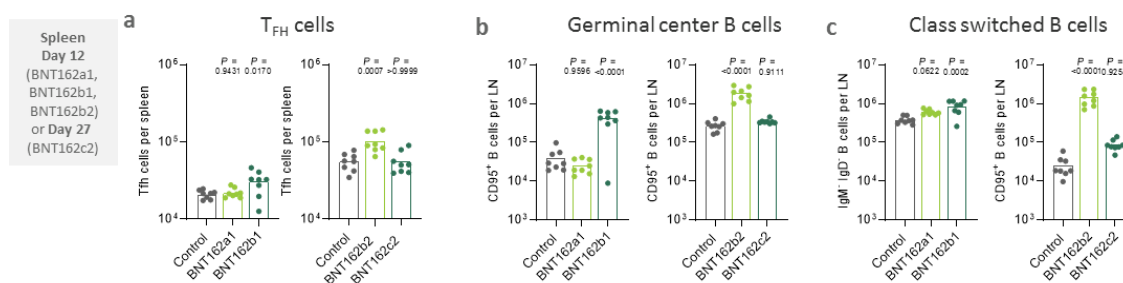 Spleen
Day 12
(BNT162a1,
BNT162b1,
BNT162b2)
or Day 27
(BNT162c2)
a
TFH cells
P =
0.9431
P =
0.0170
Tfh cells per spleen
10⁶
10⁵
10⁴
Control
BNT162a1
BNT162b1
P =
0.0007
P =
>0.9999
Tfh cells per spleen
10⁶
10⁵
10⁴
Control
BNT162b2
BNT162c2
b
Germinal center B cells
P =
0.9596
P =
<0.0001
CD95⁺ B cells per LN
10⁷
10⁶
10⁵
10⁴
10³
Control
BNT162a1
BNT162b1
P =
<0.0001
P =
0.9111
CD95⁺ B cells per LN
10⁷
10⁶
10⁵
10⁴
10³
Control
BNT162b2
BNT162c2
c
Class switched B cells
P =
0.0622
P =
0.0002
IgM⁻ IgD⁻ B cells per LN
10⁷
10⁶
10⁵
10⁴
10³
Control
BNT162a1
BNT162b1
P =
<0.0001
P =
0.925
CD95⁺ B cells per LN
10⁷
10⁶
10⁵
10⁴
10³
Control
BNT162b2
BNT162c2